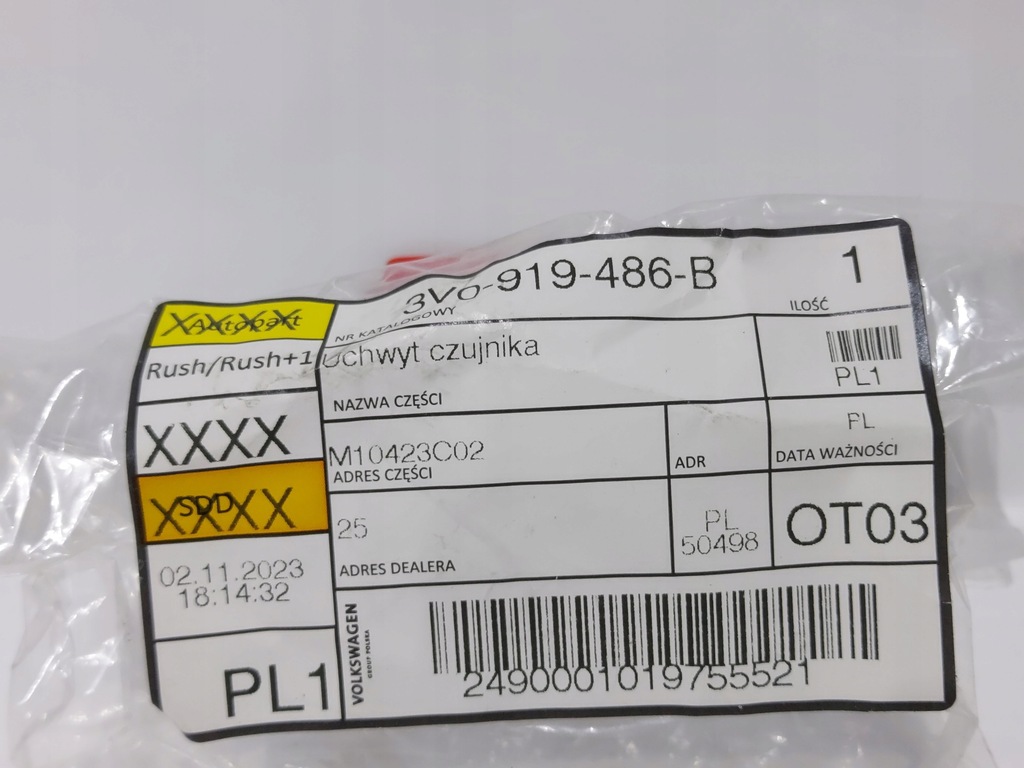 3V0-919-486-B
NR KATALOGOWY
1
ILOŚĆ
XXXX
Autopart
Rush/Rush+1
Uchwyt czujnika
NAZWA CZĘŚCI
PL1
XXXX
M10423C02
ADRES CZĘŚCI
ADR
PL
DATA WAŻNOŚCI
XXXX
SDD
25
ADRES DEALERA
PL
50498
OT03
02.11.2023
18:14:32
PL1
VOLKSWAGEN
GROUP POLSKA
2490001019755521